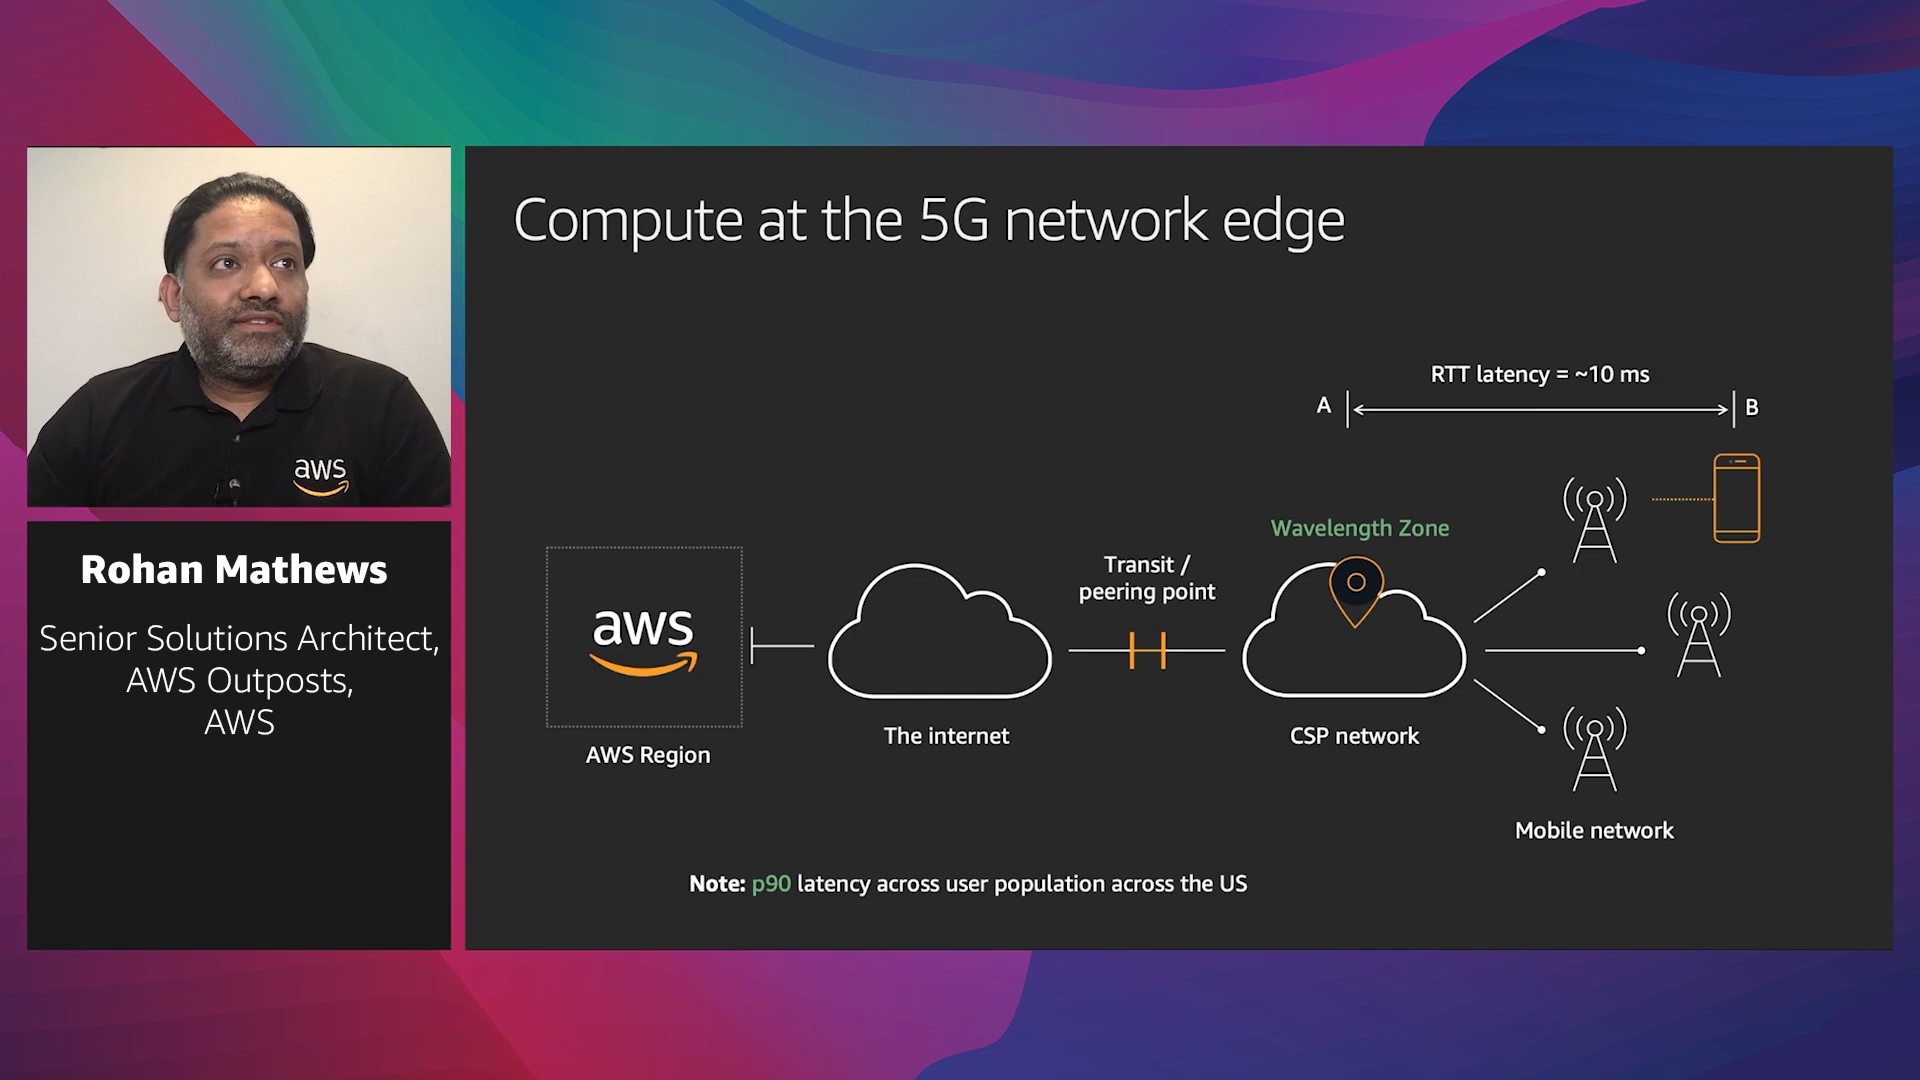 aws
Rohan Mathews
Senior Solutions Architect,
AWS Outposts,
AWS
Compute at the 5G network edge
RTT latency = ~10 ms
A
B
Wavelength Zone
Transit /
peering point
aws
AWS Region
The internet
CSP network
Mobile network
Note: p90 latency across user population across the US